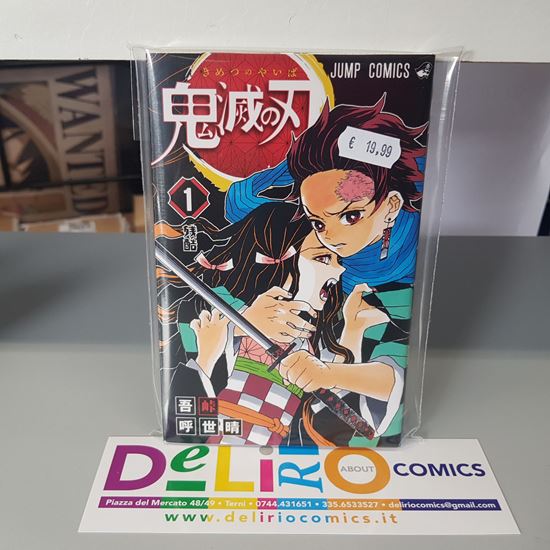 WANTED
きめつのやいば
JUMP COMICS
鬼滅の刃
€ 19,99
1
残酷
吾峠
呼世晴
DeLiRiO ABOUT COMICS
Piazza del Mercato 48/49 • Terni • 0744.431651 • 335.6533527 • deliriocomics@gmail.com
www.deliriocomics.it